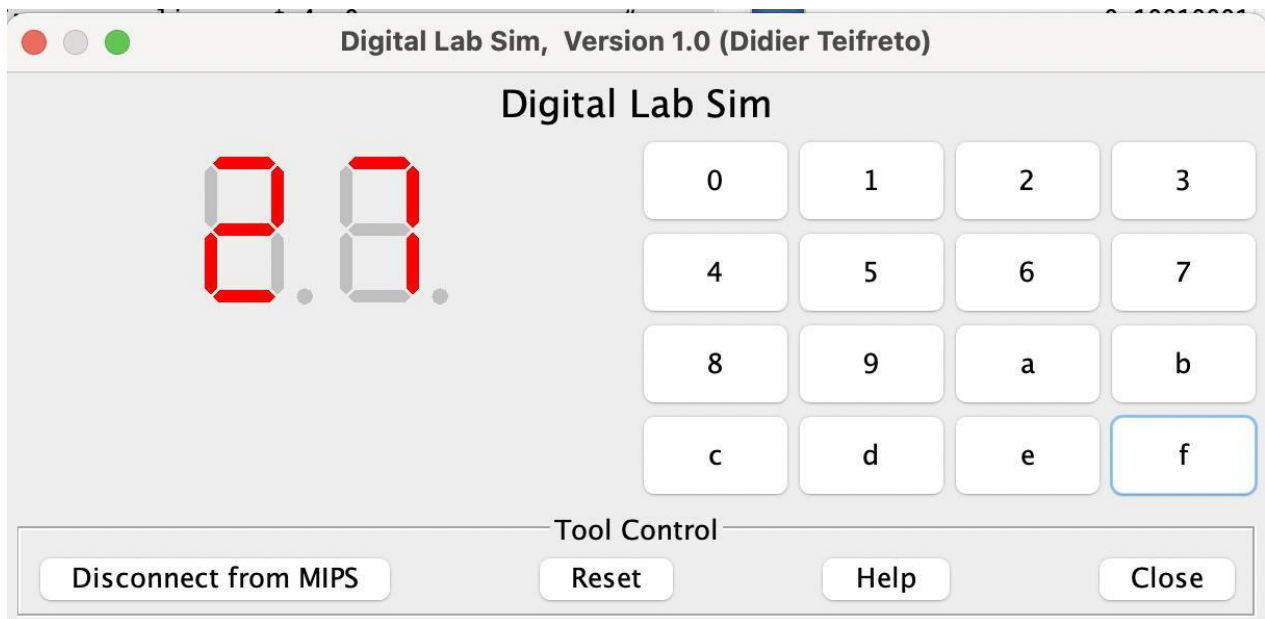 Digital Lab Sim, Version 1.0 (Didier Teifreto)
Digital Lab Sim
27
0 1 2 3
4 5 6 7
8 9 a b
c d e f
Tool Control
Disconnect from MIPS Reset Help Close